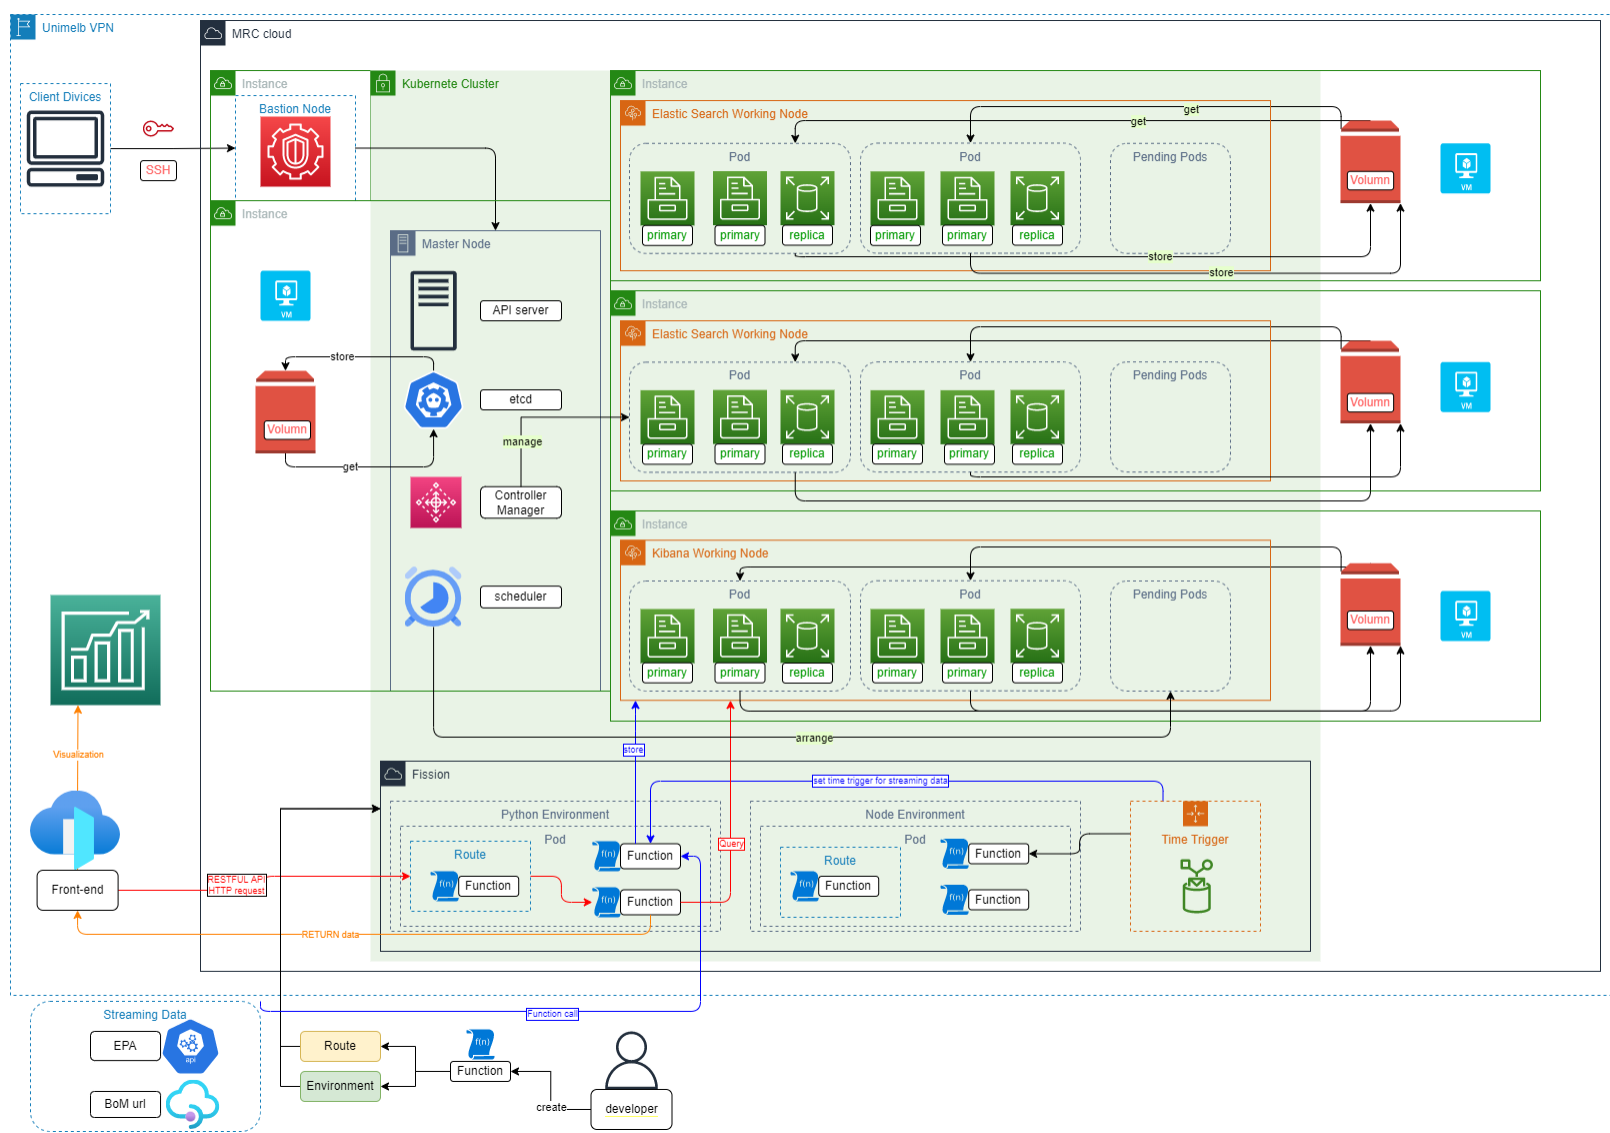 Unimelb VPN
MRC cloud
Client Divices
SSH
Instance
Bastion Node
Kubernete Cluster
Instance
Elastic Search Working Node
get
get
Pod
primary
primary
replica
Pod
primary
primary
replica
Pending Pods
Volumn
VM
store
store
Instance
VM
store
Volumn
get
Master Node
API server
etcd
manage
Controller
Manager
scheduler
Instance
Elastic Search Working Node
Pod
primary
primary
replica
Pod
primary
primary
replica
Pending Pods
Volumn
VM
Instance
Kibana Working Node
Pod
primary
primary
replica
Pod
primary
primary
replica
Pending Pods
Volumn
VM
arrange
store
Visualization
Front-end
RESTFUL API
HTTP request
RETURN data
Fission
set time trigger for streaming data
Python Environment
Pod
Route
f(n)
Function
f(n)
Function
f(n)
Function
Query
Node Environment
Pod
Route
f(n)
Function
f(n)
Function
f(n)
Function
Time Trigger
Function call
Streaming Data
EPA
api
BoM url
Route
Environment
f(n)
Function
create
developer